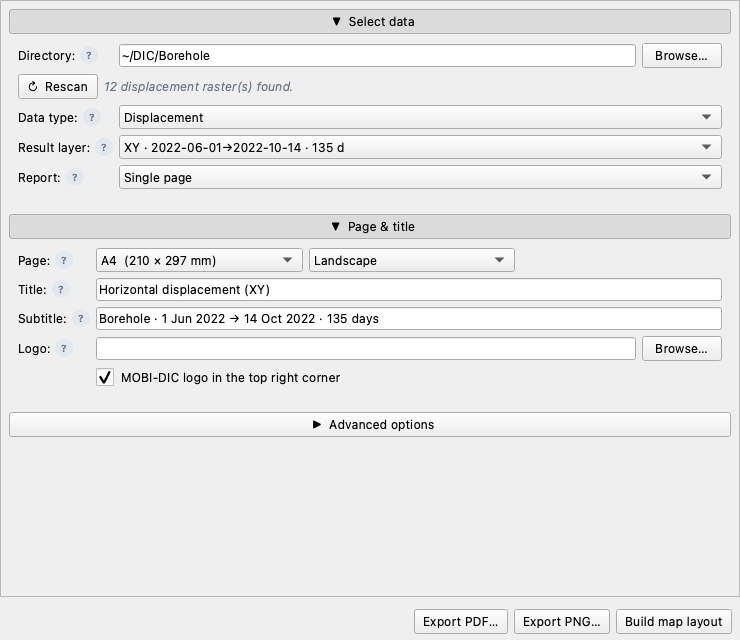 ▼ Select data
Directory: ? ~/DIC/Borehole Browse...
↻ Rescan 12 displacement raster(s) found.
Data type: ? Displacement
Result layer: ? XY · 2022-06-01→2022-10-14 · 135 d
Report: ? Single page
▼ Page & title
Page: ? A4 (210 × 297 mm) Landscape
Title: ? Horizontal displacement (XY)
Subtitle: ? Borehole · 1 Jun 2022 → 14 Oct 2022 · 135 days
Logo: ? Browse...
✓ MOBI-DIC logo in the top right corner
▶ Advanced options
Export PDF... Export PNG... Build map layout